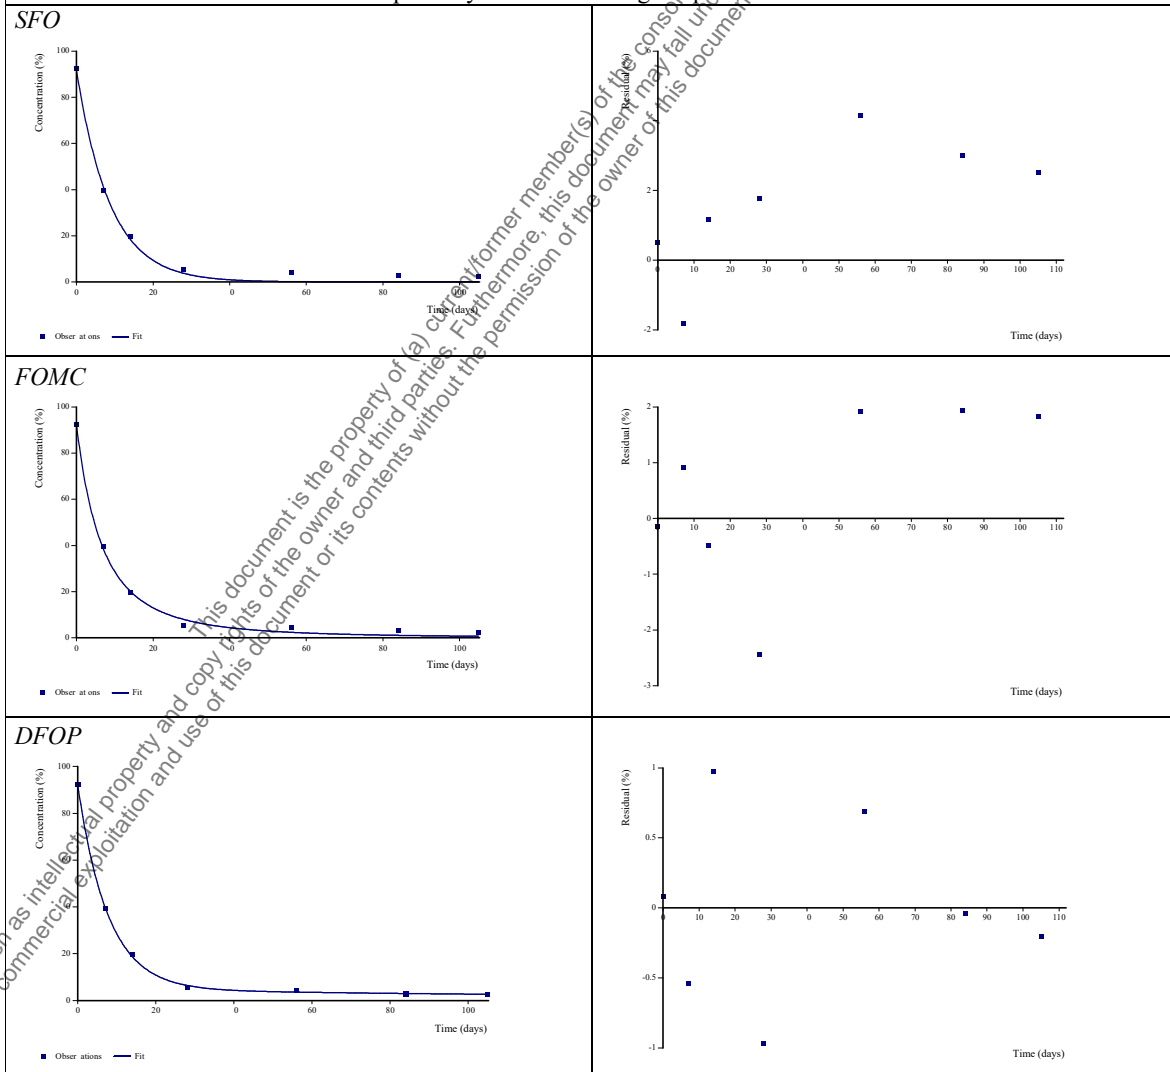 SFO
Concentration (%)
100
80
60
0
20
0
0 20 0 60 80 100
Time (days)
Obser at ons Fit
Residual (%)
6
2
0
-2
0 10 20 30 0 50 60 70 80 90 100 110
Time (days)
FOMC
Concentration (%)
100
80
60
0
20
0
0 20 0 60 80 100
Time (days)
Obser at ons Fit
Residual (%)
2
1
0
-1
-2
-3
10 20 30 0 50 60 70 80 90 100 110
Time (days)
DFOP
Concentration (%)
100
80
60
0
20
0
0 20 0 60 80 100
Time (days)
Obser ations Fit
Residual (%)
1
0.5
0
-0.5
-1
0 10 20 30 0 50 60 70 80 90 100 110
Time (days)
This document is the property of (a) current/former member(s) of the
as intellectual property and copy rights of the owner and third parties. Furthermore, this document may fall
commercial exploitation and use of this document or its contents without the permission of the owner of this